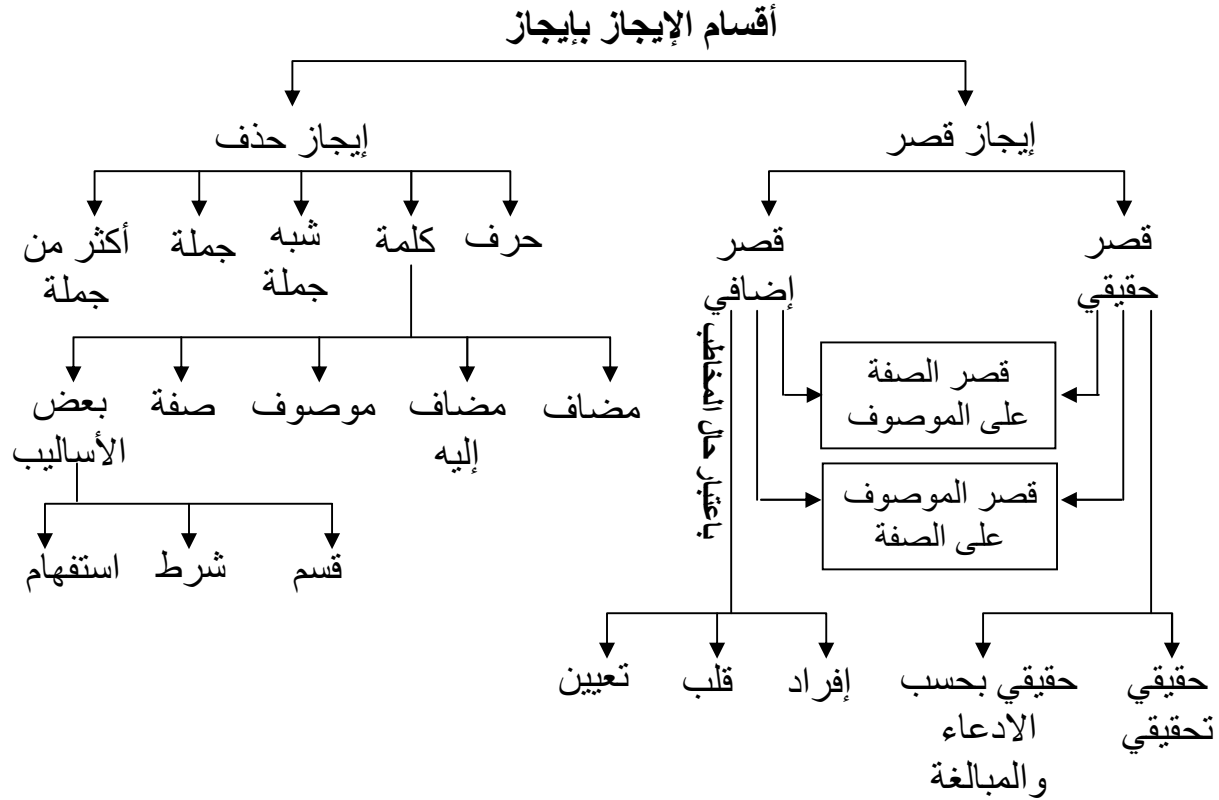 أقسام الإيجاز بإيجاز
إيجاز قصر
إيجاز حذف
قصر
حقيقي
قصر
إضافي
حرف
كلمة
شبه
جملة
جملة
أكثر من
جملة
باعتبار حال المخاطب
قصر الصفة
على الموصوف
قصر الموصوف
على الصفة
مضاف
مضاف
إليه
موصوف
صفة
بعض
الأساليب
قسم
شرط
استفهام
حقيقي
تحقيقي
حقيقي بحسب
الادعاء
والمبالغة
إفراد
قلب
تعيين